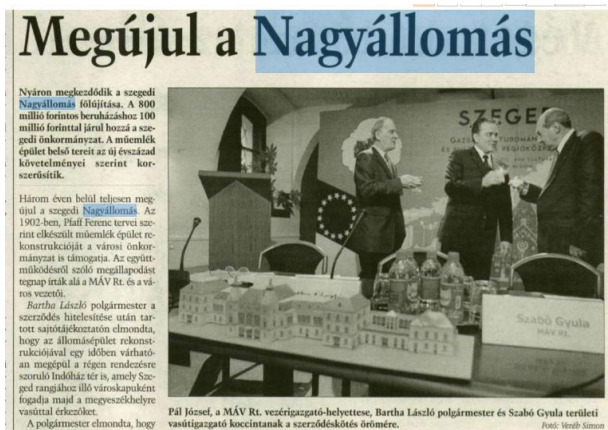 Megújul a Nagyállomás
Nyáron megkezdődik a szegedi
Nagyállomás fölújítása. A 800
millió forintos beruházáshoz 100
millió forinttal járul hozzá a sze-
gedi önkormányzat. A műemlék
épület belső tereit az új évszázad
követelményei szerint kor-
szerűsítik.
Három éven belül teljesen meg-
újul a szegedi Nagyállomás. Az
1902-ben, Pfaff Ferenc tervei sze-
rint elkészült műemlék épület re-
konstrukcióját a városi önkor-
mányzat is támogatja. Az együtt-
működésről szóló megállapodást
tegnap írták alá a MÁV Rt. és a vá-
ros vezetői.
Bartha László polgármester a
szerződés hitelesítése után tar-
tott sajtótájékoztatón elmondta,
hogy az állomásépület rekonst-
rukciójával egy időben várható-
an megépül a régen rendezésre
szoruló Indóház tér is, amely Sze-
ged rangjához illő városkapuként
fogadja majd a megyeszékhelyre
vasúttal érkezőket.
A polgármester elmondta, hogy
SZEGED
Szabó Gyula
MÁV Rt.
Pál József, a MÁV Rt. vezérigazgató-helyettese, Bartha László polgármester és Szabó Gyula területi
vasútigazgató koccintanak a szerződéskötés örömére.
Fotó: Veréb Simon